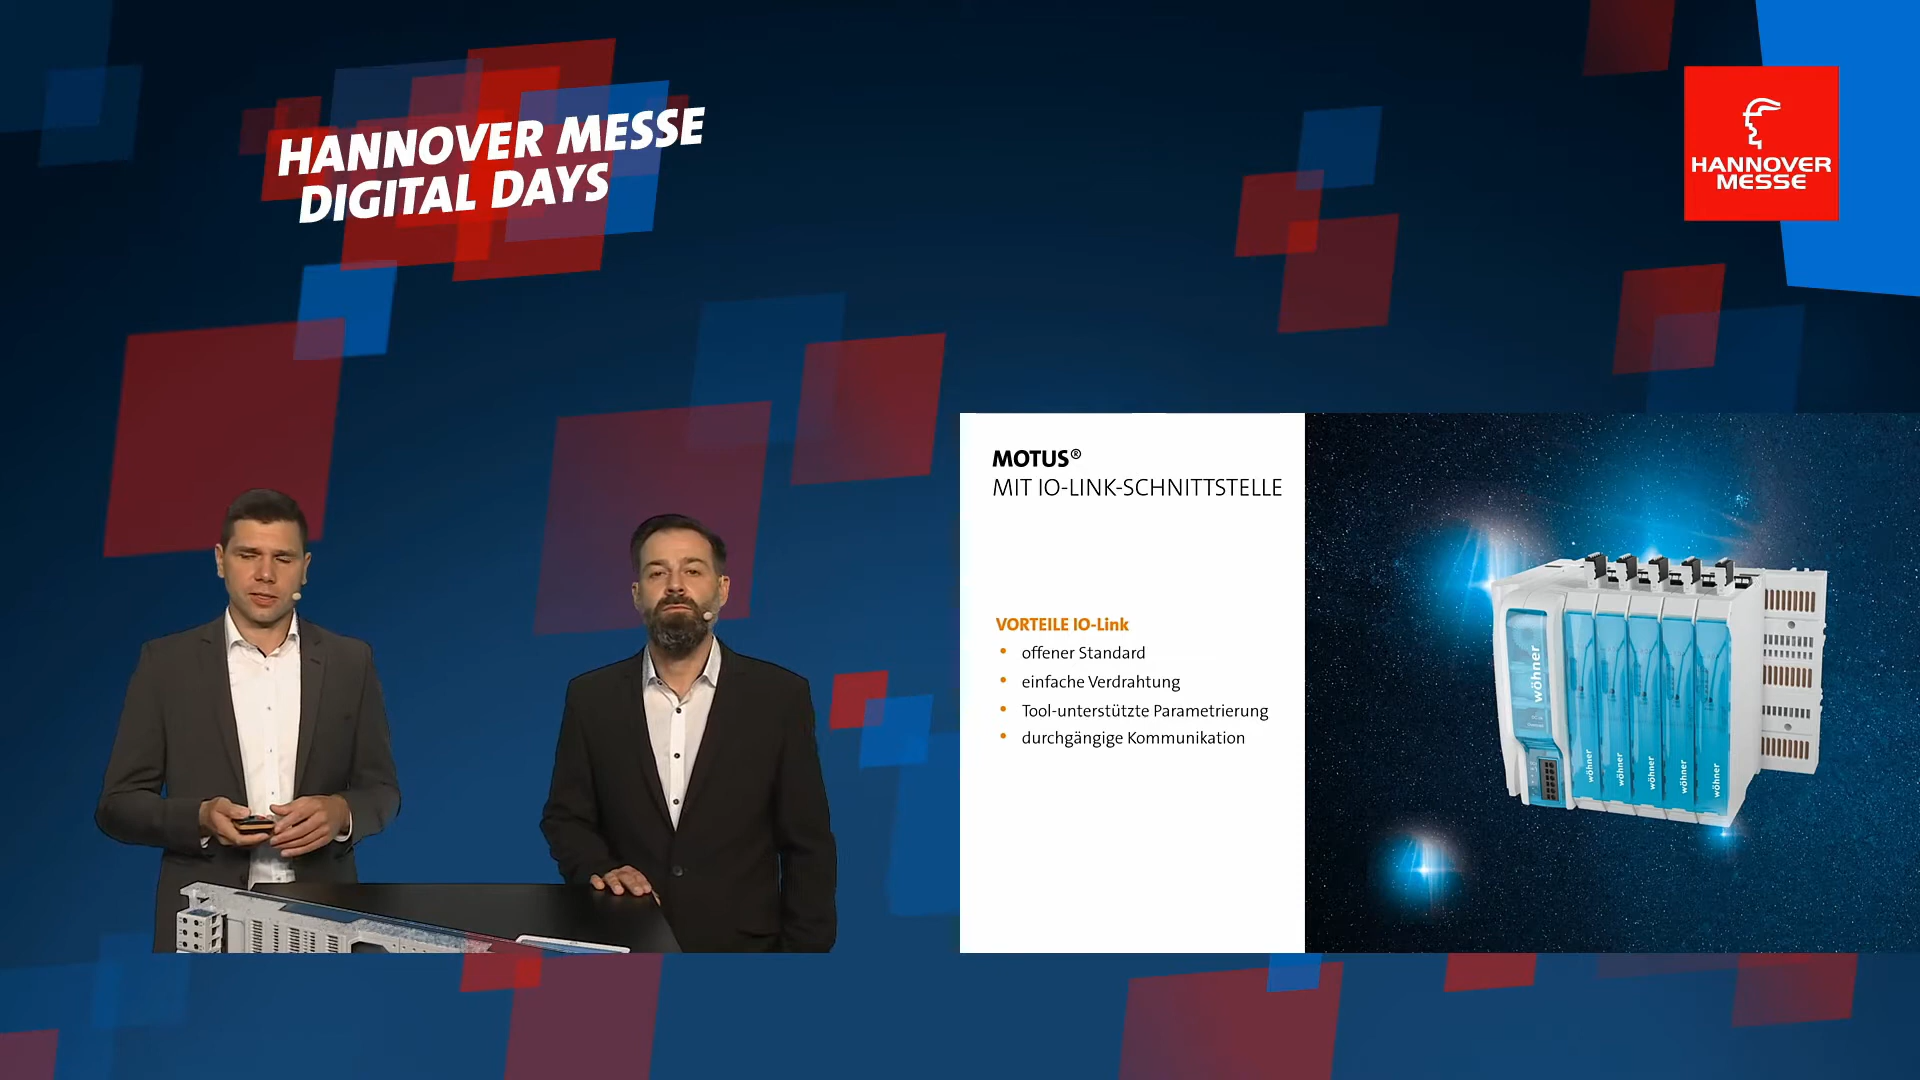 HANNOVER MESSE
DIGITAL DAYS
HANNOVER
MESSE
MOTUS®
MIT IO-LINK-SCHNITTSTELLE
VORTEILE IO-Link
• offener Standard
• einfache Verdrahtung
• Tool-unterstützte Parametrierung
• durchgängige Kommunikation
wöhner
wöhner
wöhner
wöhner
wöhner
wöhner